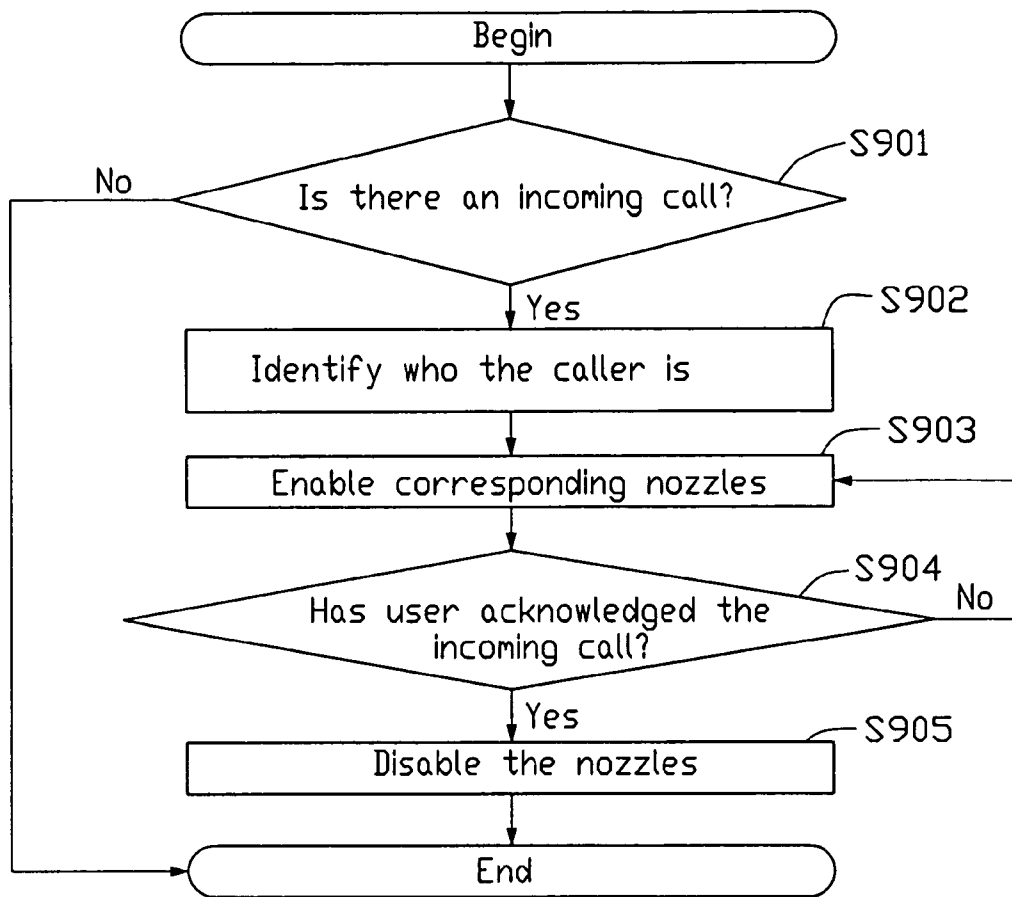 Begin
S901
No
Is there an incoming call?
Yes
S902
Identify who the caller is
S903
Enable corresponding nozzles
S904
No
Has user acknowledged the
incoming call?
Yes
S905
Disable the nozzles
End